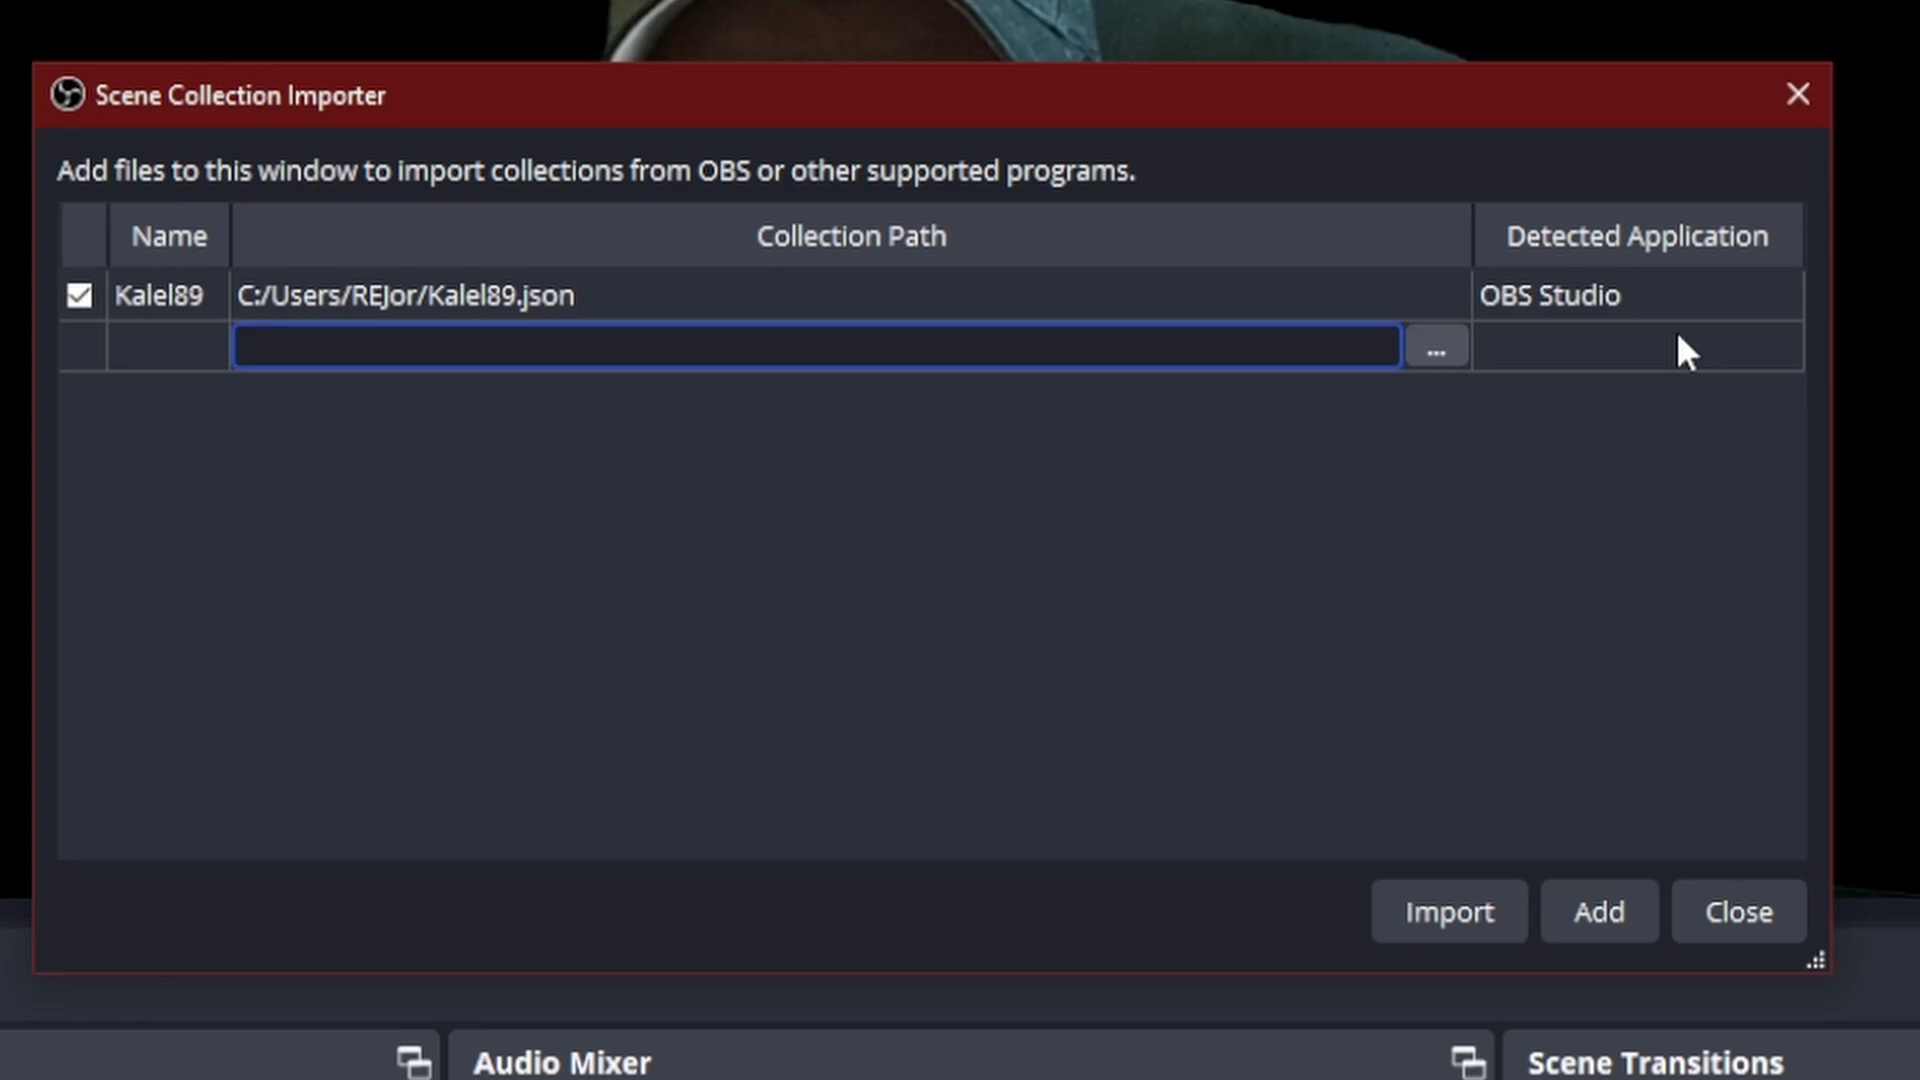 Scene Collection Importer
Add files to this window to import collections from OBS or other supported programs.
Name Collection Path Detected Application
Kalel89 C:/Users/REJor/Kalel89.json OBS Studio
...
Import Add Close
Audio Mixer Scene Transitions